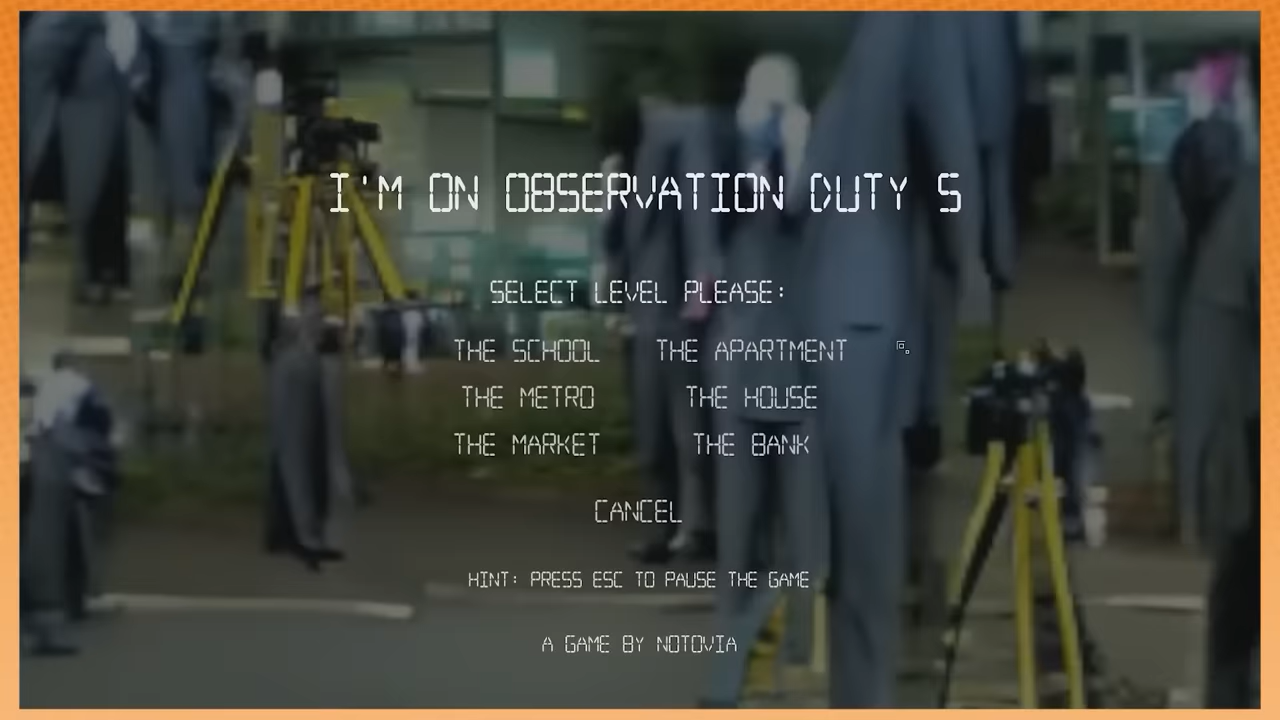 I'M ON OBSERVATION DUTY 5
SELECT LEVEL PLEASE:
THE SCHOOL THE APARTMENT
THE METRO THE HOUSE
THE MARKET THE BANK
CANCEL
HINT: PRESS ESC TO PAUSE THE GAME
A GAME BY NOTOVIA